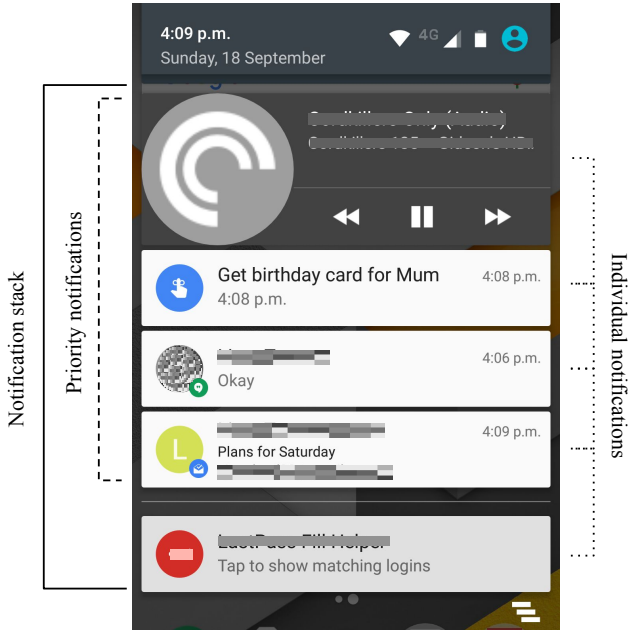 4:09 p.m.
4G
Sunday, 18 September
Get birthday card for Mum
4:08 p.m.
4:08 p.m.
4:06 p.m.
Okay
4:09 p.m.
L
Plans for Saturday
Tap to show matching logins
Notification stack
Priority notifications
Individual notifications